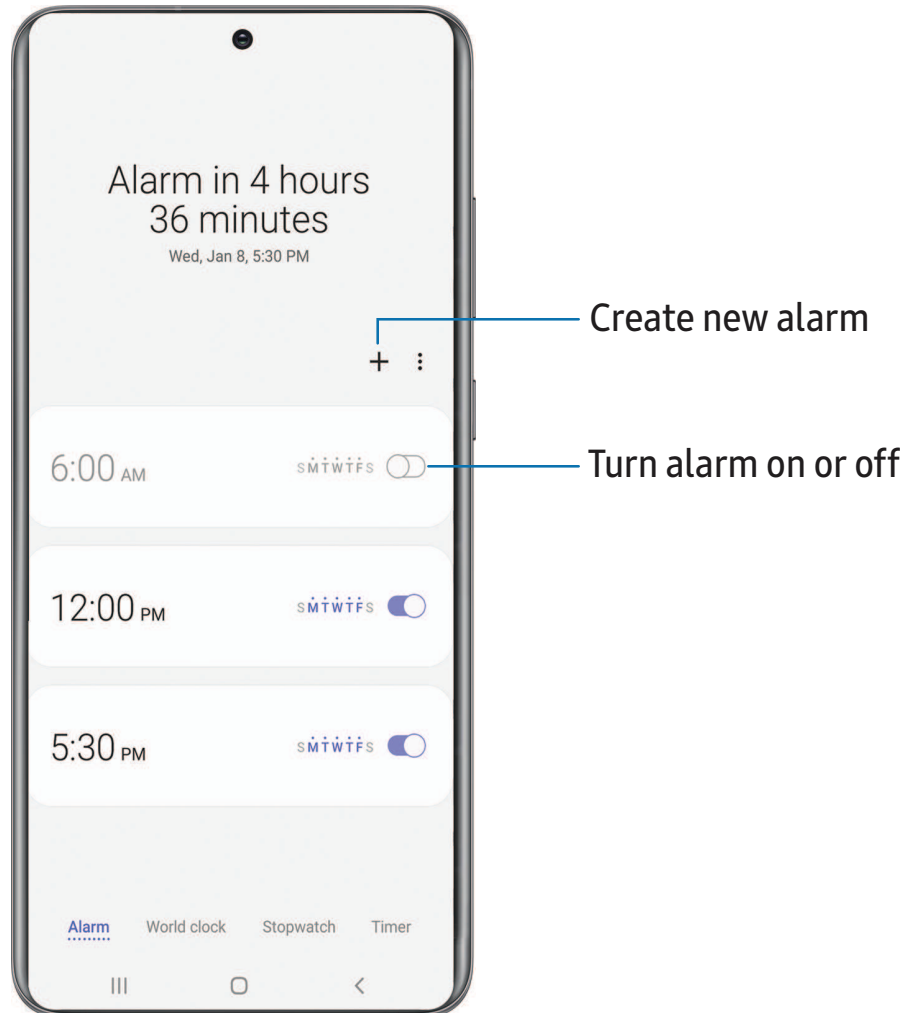 Alarm in 4 hours
36 minutes
Wed, Jan 8, 5:30 PM
Create new alarm
6:00 AM SMTWTFS
Turn alarm on or off
12:00 PM SMTWTFS
5:30 PM SMTWTFS
Alarm World clock Stopwatch Timer